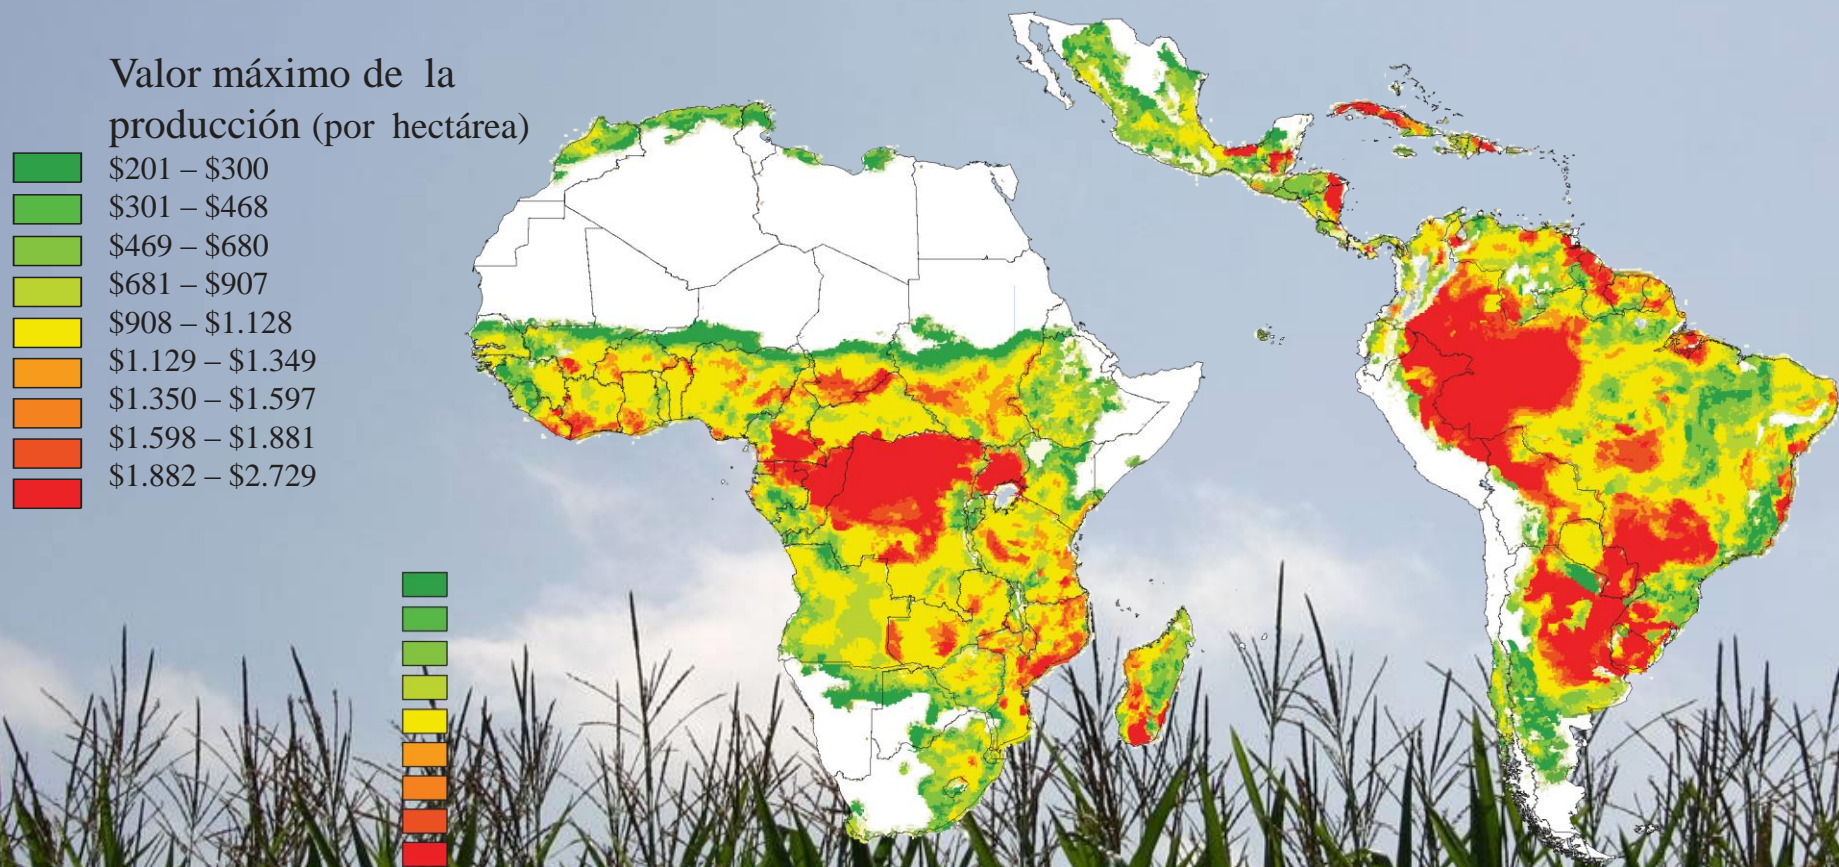 Valor máximo de la
producción (por hectárea)
$201 – $300
$301 – $468
$469 – $680
$681 – $907
$908 – $1.128
$1.129 – $1.349
$1.350 – $1.597
$1.598 – $1.881
$1.882 – $2.729